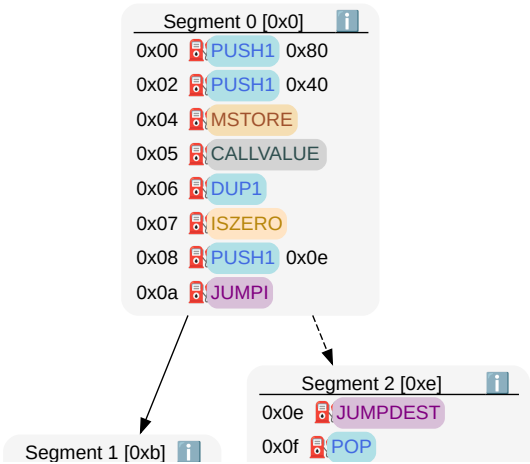 Segment 0 [0x0] ℹ️
0x00 ⛽ PUSH1 0x80
0x02 ⛽ PUSH1 0x40
0x04 ⛽ MSTORE
0x05 ⛽ CALLVALUE
0x06 ⛽ DUP1
0x07 ⛽ ISZERO
0x08 ⛽ PUSH1 0x0e
0x0a ⛽ JUMPI
Segment 2 [0xe] ℹ️
0x0e ⛽ JUMPDEST
0x0f ⛽ POP
Segment 1 [0xb] ℹ️